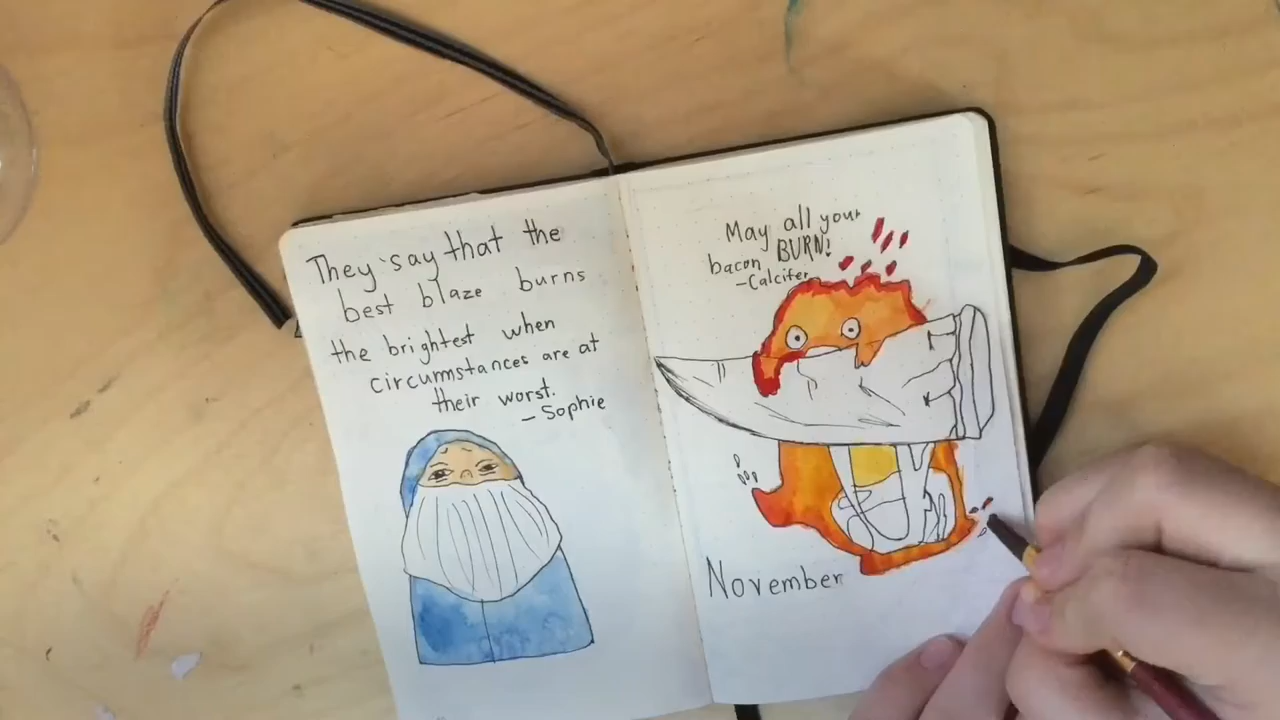 They say that the
best blaze burns
the brightest when
circumstances are at
their worst.
- Sophie
May all your
bacon BURN!
- Calcifer
November